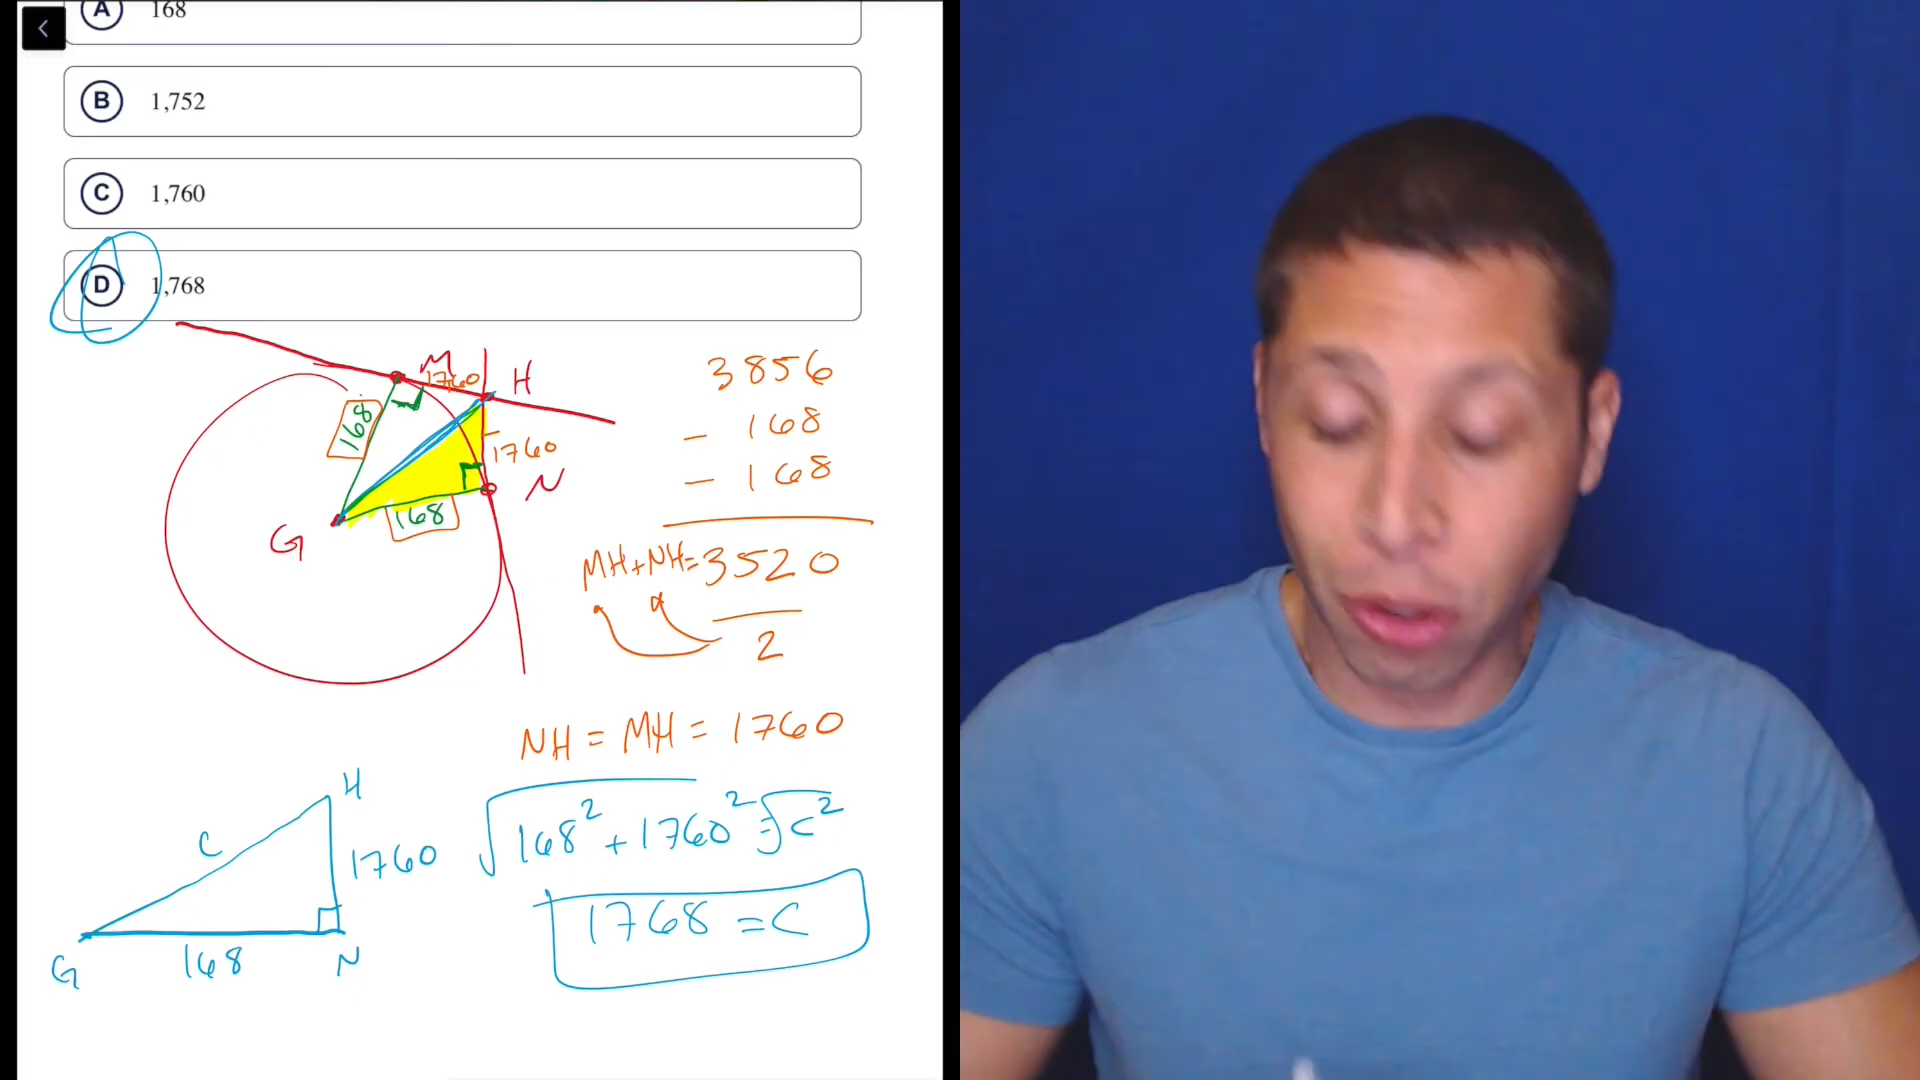 A 168
B 1,752
C 1,760
D 1,768
M
1760
H
168
1760
N
168
G
3856
- 168
- 168
MH+NH=3520
2
NH = MH = 1760
H
C
1760
G
168
N
√168² + 1760² = √C²
1768 = C